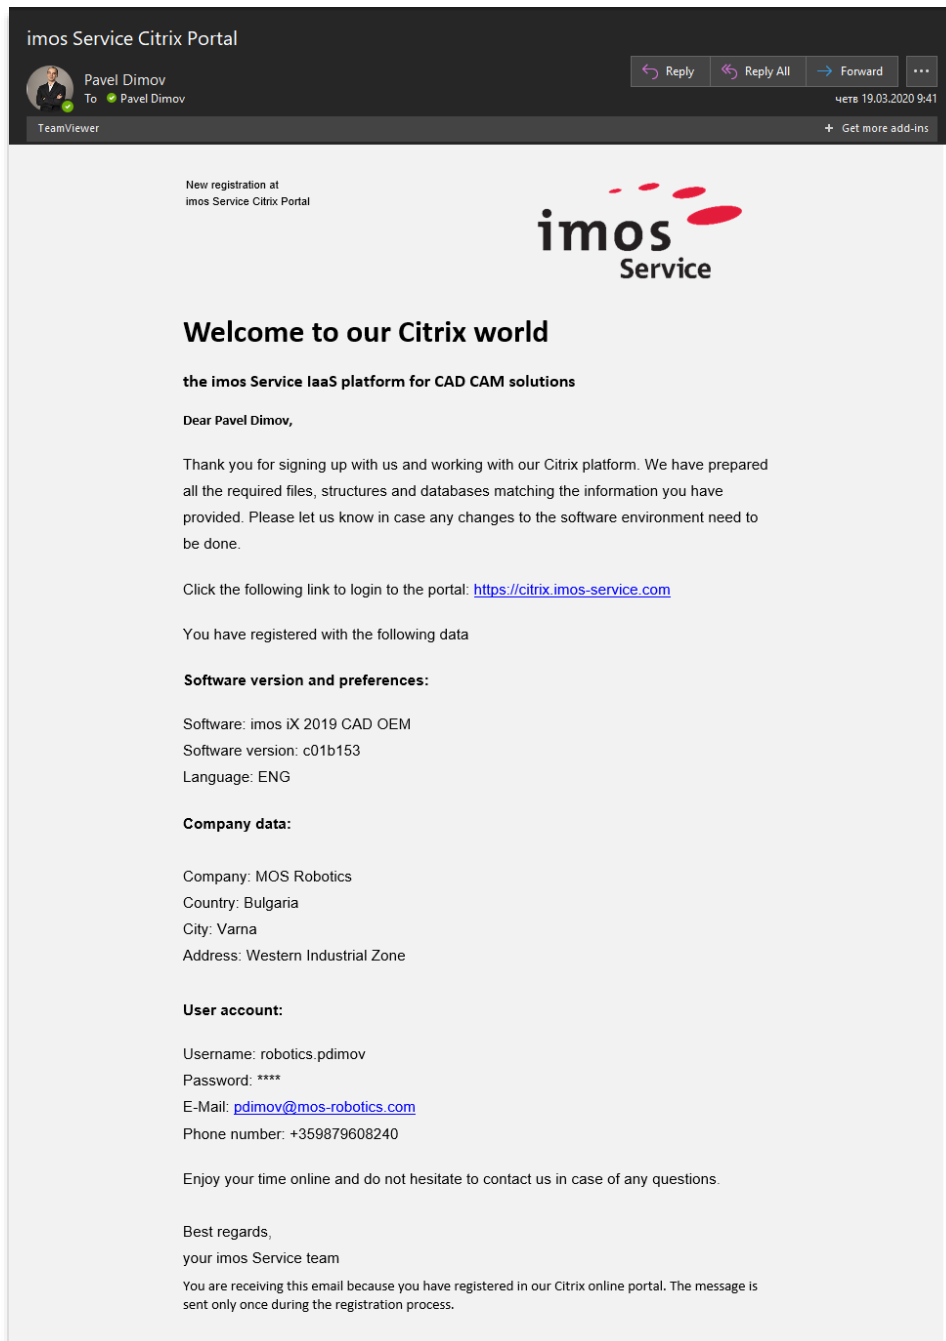 imos Service Citrix Portal
Pavel Dimov
To Pavel Dimov
Reply
Reply All
Forward
...
четв 19.03.2020 9:41
TeamViewer
+ Get more add-ins
New registration at
imos Service Citrix Portal
imos
Service
Welcome to our Citrix world
the imos Service IaaS platform for CAD CAM solutions
Dear Pavel Dimov,
Thank you for signing up with us and working with our Citrix platform. We have prepared
all the required files, structures and databases matching the information you have
provided. Please let us know in case any changes to the software environment need to
be done.
Click the following link to login to the portal: https://citrix.imos-service.com
You have registered with the following data
Software version and preferences:
Software: imos iX 2019 CAD OEM
Software version: c01b153
Language: ENG
Company data:
Company: MOS Robotics
Country: Bulgaria
City: Varna
Address: Western Industrial Zone
User account:
Username: robotics.pdimov
Password: ****
E-Mail: pdimov@mos-robotics.com
Phone number: +359879608240
Enjoy your time online and do not hesitate to contact us in case of any questions.
Best regards,
your imos Service team
You are receiving this email because you have registered in our Citrix online portal. The message is
sent only once during the registration process.